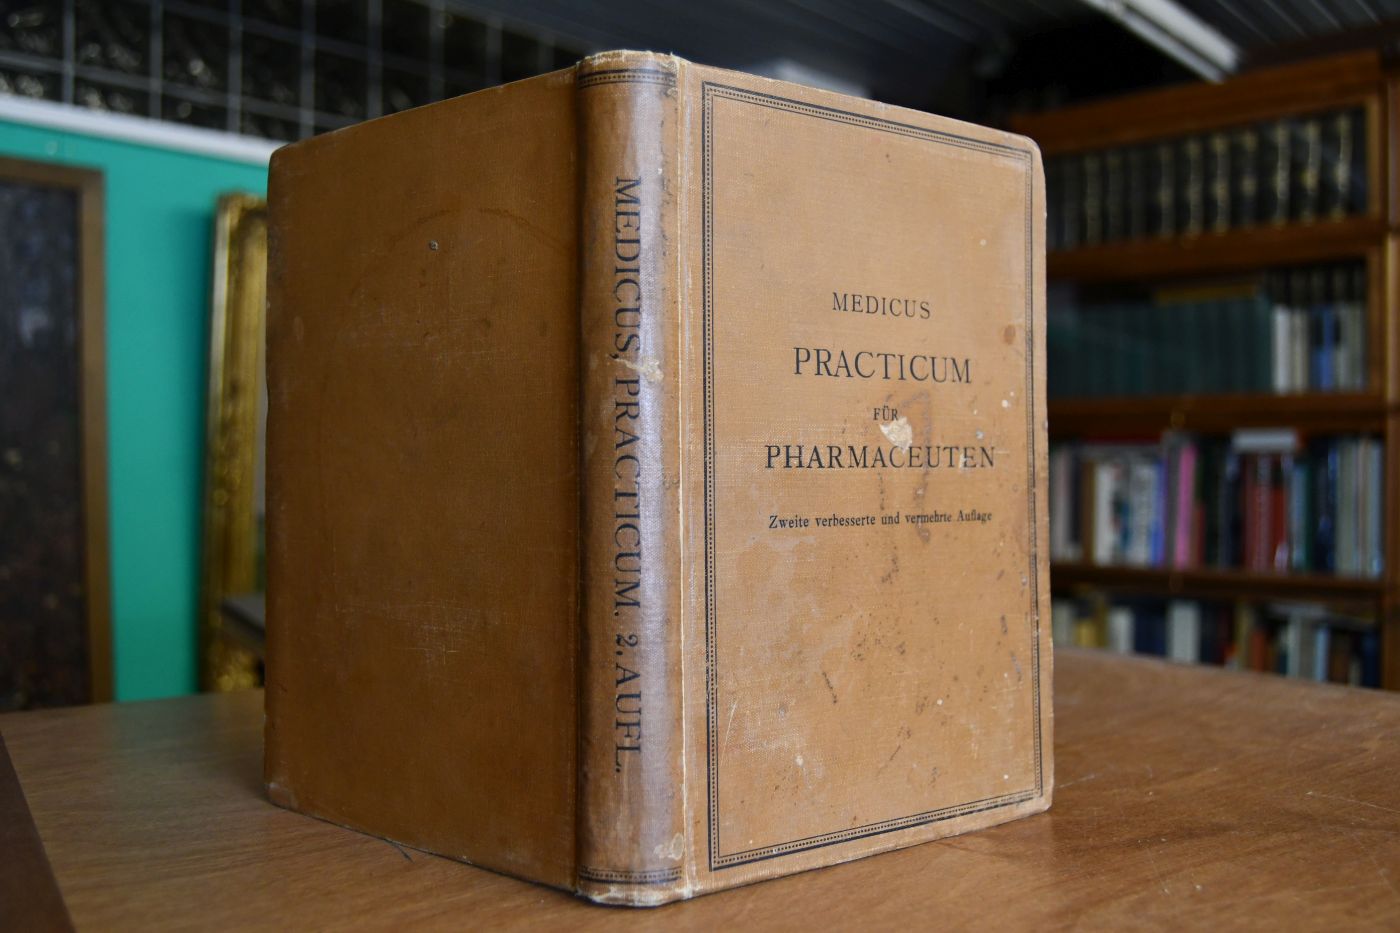 MEDICUS, PRACTICUM. 2. AUFL.
MEDICUS
PRACTICUM
FÜR
PHARMACEUTEN
Zweite verbesserte und vermehrte Auflage